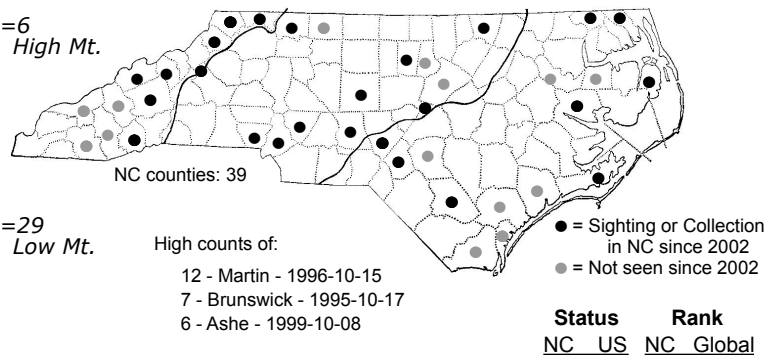 =6
High Mt.
NC counties: 39
=29
Low Mt.
High counts of:
12 - Martin - 1996-10-15
7 - Brunswick - 1995-10-17
6 - Ashe - 1999-10-08
= Sighting or Collection
in NC since 2002
= Not seen since 2002
Status Rank
NC US NC Global